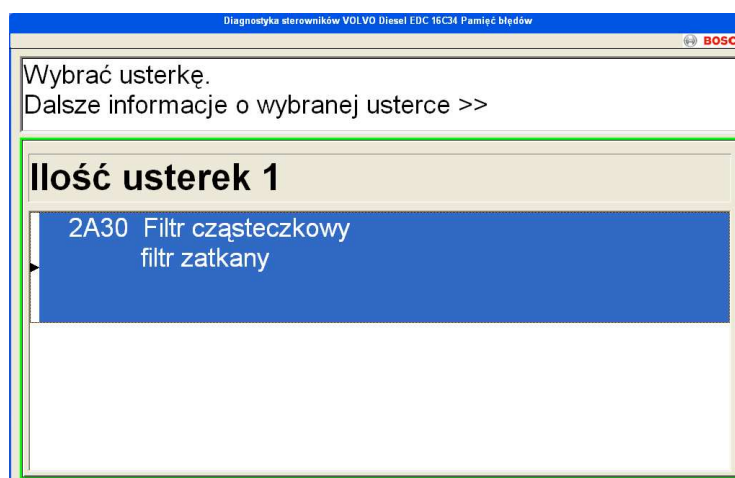 Diagnostyka sterowników VOLVO Diesel EDC 16C34 Pamięć błędów
BOSC
Wybrać usterkę.
Dalsze informacje o wybranej usterce >>
Ilość usterek 1
2A30 Filtr cząsteczkowy
filtr zatkany